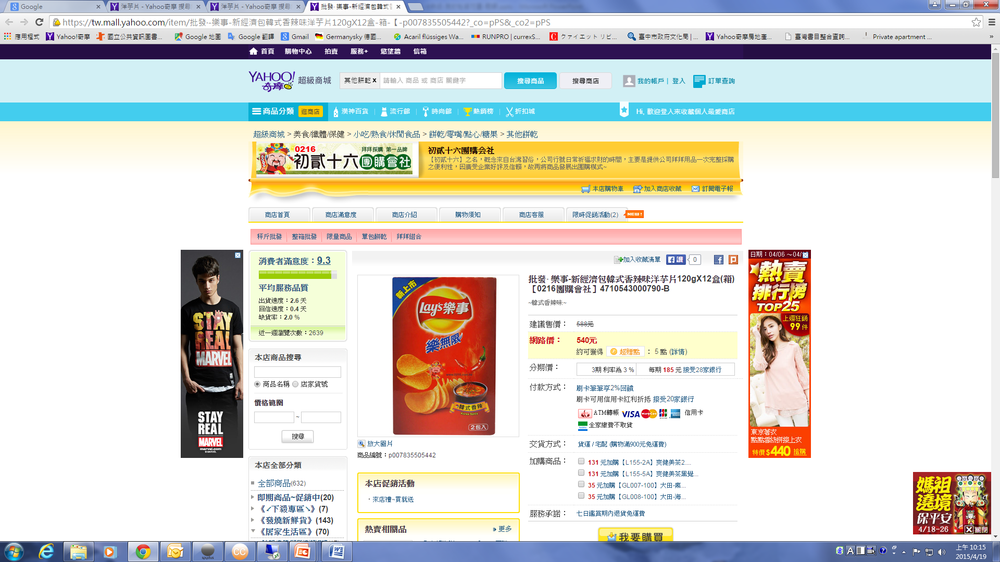 Google
洋芋片 - Yahoo奇摩 搜尋
洋芋片 - Yahoo奇摩 搜尋
批發· 樂事-新經濟包韓式
https://tw.mall.yahoo.com/item/批發·-樂事-新經濟包韓式香辣味洋芋片120gX12盒-箱-【-p007835505442?_co=pPS&_co2=pPS
應用程式 Yahoo!奇摩 國立公共資訊圖書... Google 地圖 Google 翻譯 Gmail Germanysky 德國... Acaril flüssiges Wa... RUNPRO | currexS... クァイエット リビ... 臺中市政府文化局 | ... Yahoo奇摩房地產... 臺灣書目整合查詢... Private apartment ... »
首頁 購物中心 拍賣 服務+ 慾望牆 信箱
YAHOO! 奇摩 超級商城
其他餅乾 x 請輸入 商品 或 商店 關鍵字 搜尋商品 搜尋商店 我的帳戶 | 登入 訂單查詢
商品分類 逛商店 漢神百貨 流行館 時尚館 熱銷榜 折扣城 Hi, 歡迎登入來收藏個人最愛商店
超級商城 > 美食/纖體/保健 > 小吃/熟食/休閒食品 > 餅乾/零嘴/點心/糖果 > 其他餅乾
0216 拜拜採購 第一品牌
初貳十六團購會社
初貳十六團購会社
【初貳十六】之名，概念來自台灣習俗，公司行號日常祈福求財的時間，主要是提供公司拜拜用品一次完整採購
之便利性，因廣受企業好評及信賴，故再將商品發展出團購模式~
本店購物車 加入商店收藏 訂閱電子報
商店首頁 商店滿意度 商店介紹 購物須知 商店客服 限時促銷活動(2) NEW!
秤斤批發 整箱批發 限量商品 單包餅乾 拜拜組合
STAY
REAL
MARVEL
STAY
REAL
MARVEL
marvel.com
© MARVEL
消費者滿意度：9.3
平均服務品質
出貨速度：2.6 天
回信速度：0.4 天
缺貨率：2.0 %
近一週瀏覽次數：2639
本店商品搜尋
商品名稱 店家貨號
價格範圍
~
搜尋
本店全部分類
全部商品(632)
即期商品~促銷中(20)
《↙下殺專區↘》(7)
《發燒新鮮貨》(143)
《居家生活區》(70)
加入收藏清單 讚 0
新上市
Lay's樂事
樂無限
韓式香辣
Korea Spicy
2包入
放大圖片
商品編號：p007835505442
本店促銷活動
‧來店禮~買就送
熱賣相關品 更多
批發· 樂事-新經濟包韓式香辣味洋芋片120gX12盒(箱)
【0216團購會社】4710543000790-B
~韓式香辣味~
建議售價： 588元
網路價： 540元
約可獲得 超贈點 ： 5 點 (詳情)
分期價： 3期 利率為 3 % 每期 185 元 接受28家銀行
付款方式： 刷卡筆筆享2%回饋
刷卡可用信用卡紅利折抵 接受20家銀行
ATM轉帳 VISA MasterCard JCB 信用卡
全家繳費不取貨
交貨方式： 貨運 / 宅配 (購物滿900元免運費)
加購商品： 131 元加購【L155-2A】爽健美茶2....
131 元加購【L155-5A】爽健美茶黑覺...
35 元加購【GL007-100】大田-麻...
35 元加購【GL008-100】大田-海...
服務承諾： 七日鑑賞期內退貨免運費
我要購買
日期：04/06 ～04/
熱賣
排行榜
TOP25
上週狂銷
99 件
東京著衣
點點雪紡拼接上衣
特價$440 搶購
媽祖
遶境
保平安
4/18-26 關閉
spydus
CC
A
上午 10:15
2015/4/19